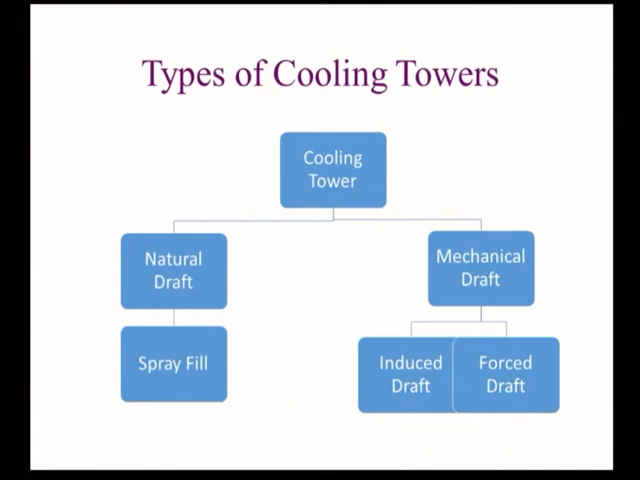 Types of Cooling Towers
Cooling
Tower
Natural
Draft
Mechanical
Draft
Spray Fill
Induced
Draft
Forced
Draft